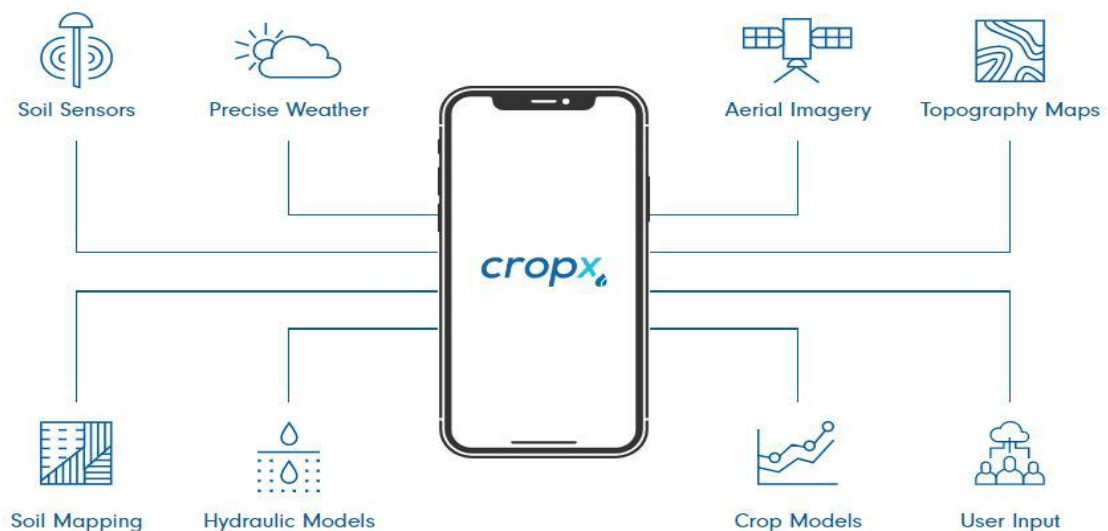 Soil Sensors
Precise Weather
Aerial Imagery
Topography Maps
cropx
Soil Mapping
Hydraulic Models
Crop Models
User Input